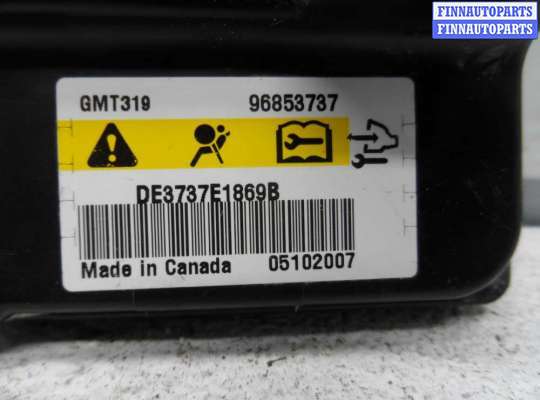 FINNAUTOPARTS
FINNAUTOPARTS
GMT319 96853737
DE3737E1869B
Made in Canada 05102007